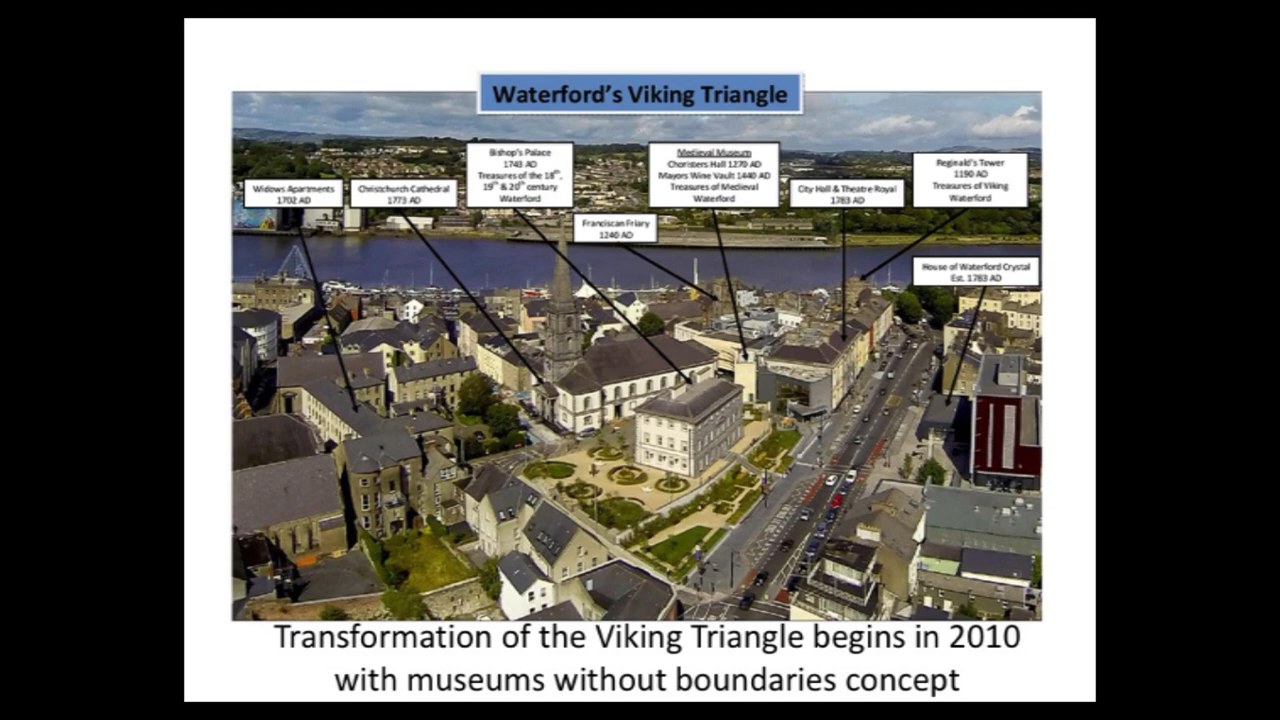 Waterford's Viking Triangle
Bishop's Palace
1743 AD
Treasures of the 18th,
19th & 20th century
Waterford
Medieval Museum
Choristers Hall 1270 AD
Mayors Wine Vault 1440 AD
Treasures of Medieval
Waterford
Reginald's Tower
1190 AD
Treasures of Viking
Waterford
Widows Apartments
1702 AD
Christchurch Cathedral
1773 AD
City Hall & Theatre Royal
1783 AD
Franciscan Friary
1240 AD
House of Waterford Crystal
Est. 1783 AD
Transformation of the Viking Triangle begins in 2010
with museums without boundaries concept